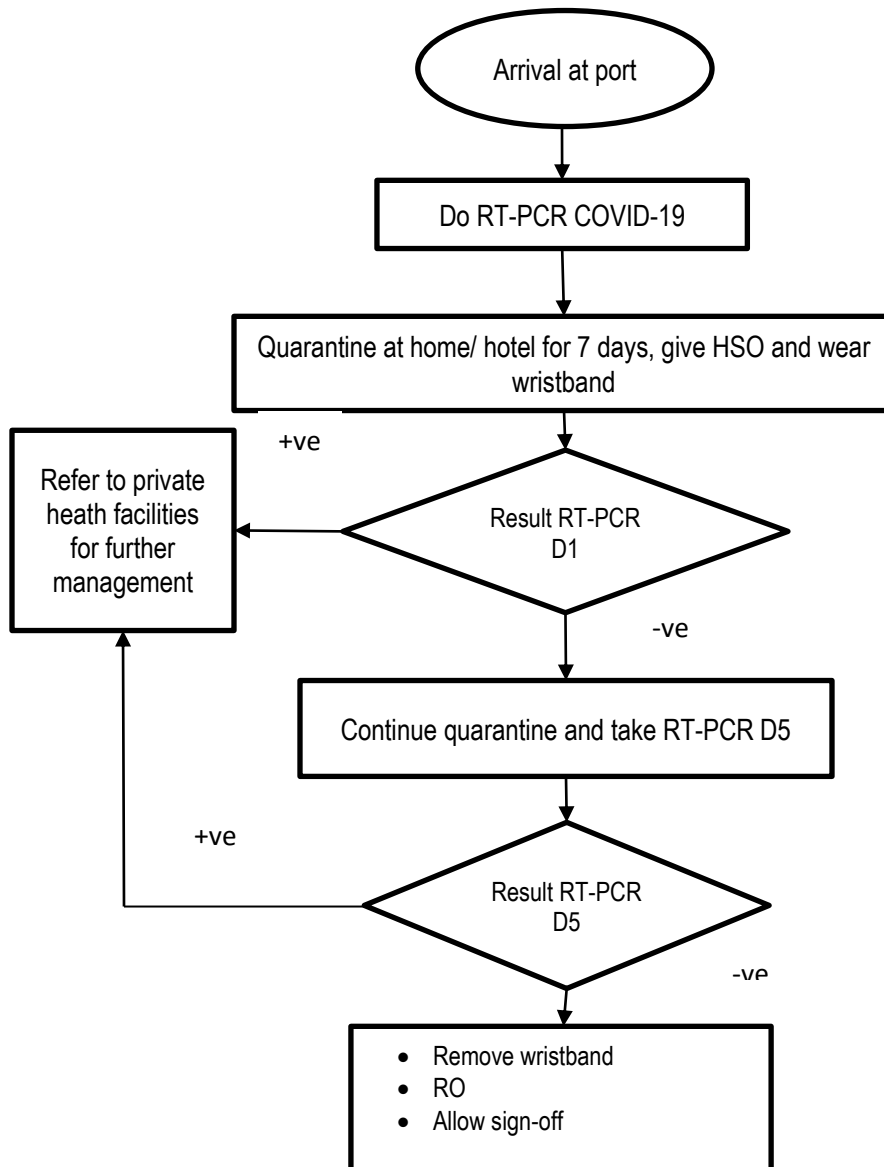 Arrival at port
Do RT-PCR COVID-19
Quarantine at home/ hotel for 7 days, give HSO and wear
wristband
+ve
Refer to private
heath facilities
for further
management
Result RT-PCR
D1
-ve
Continue quarantine and take RT-PCR D5
+ve
Result RT-PCR
D5
-ve
• Remove wristband
• RO
• Allow sign-off